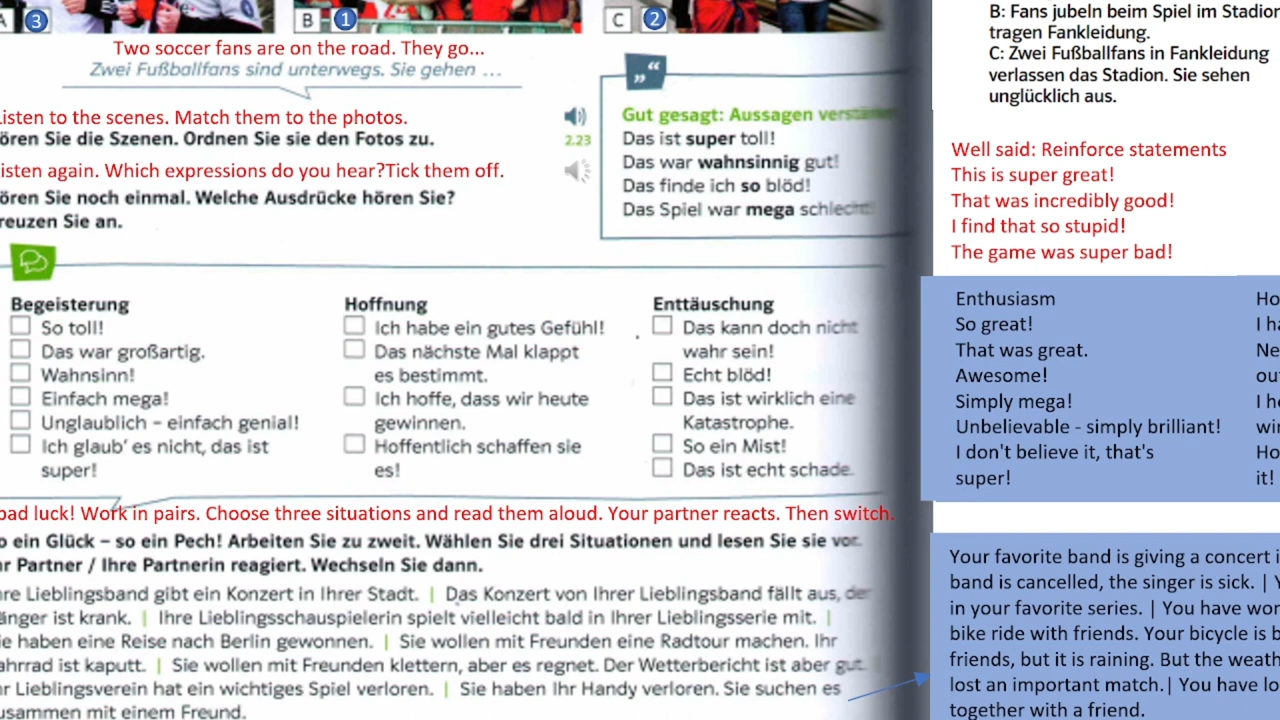 A 3 B 1 C 2
Two soccer fans are on the road. They go...
Zwei Fußballfans sind unterwegs. Sie gehen ...
Listen to the scenes. Match them to the photos.
ören Sie die Szenen. Ordnen Sie sie den Fotos zu.
2.23
isten again. Which expressions do you hear?Tick them off.
ören Sie noch einmal. Welche Ausdrücke hören Sie?
reuzen Sie an.
„ “
Gut gesagt: Aussagen verstärken
Das ist super toll!
Das war wahnsinnig gut!
Das finde ich so blöd!
Das Spiel war mega schlecht!
Begeisterung
So toll!
Das war großartig.
Wahnsinn!
Einfach mega!
Unglaublich – einfach genial!
Ich glaub’ es nicht, das ist
super!
Hoffnung
Ich habe ein gutes Gefühl!
Das nächste Mal klappt
es bestimmt.
Ich hoffe, dass wir heute
gewinnen.
Hoffentlich schaffen sie
es!
Enttäuschung
Das kann doch nicht
wahr sein!
Echt blöd!
Das ist wirklich eine
Katastrophe.
So ein Mist!
Das ist echt schade.
bad luck! Work in pairs. Choose three situations and read them aloud. Your partner reacts. Then switch.
o ein Glück – so ein Pech! Arbeiten Sie zu zweit. Wählen Sie drei Situationen und lesen Sie sie vor.
hr Partner / Ihre Partnerin reagiert. Wechseln Sie dann.
hre Lieblingsband gibt ein Konzert in Ihrer Stadt. | Das Konzert von Ihrer Lieblingsband fällt aus, der
änger ist krank. | Ihre Lieblingsschauspielerin spielt vielleicht bald in Ihrer Lieblingsserie mit. |
ie haben eine Reise nach Berlin gewonnen. | Sie wollen mit Freunden eine Radtour machen. Ihr
ahrrad ist kaputt. | Sie wollen mit Freunden klettern, aber es regnet. Der Wetterbericht ist aber gut.
hr Lieblingsverein hat ein wichtiges Spiel verloren. | Sie haben Ihr Handy verloren. Sie suchen es
usammen mit einem Freund.
B: Fans jubeln beim Spiel im Stadion
tragen Fankleidung.
C: Zwei Fußballfans in Fankleidung
verlassen das Stadion. Sie sehen
unglücklich aus.
Well said: Reinforce statements
This is super great!
That was incredibly good!
I find that so stupid!
The game was super bad!
Enthusiasm
So great!
That was great.
Awesome!
Simply mega!
Unbelievable - simply brilliant!
I don't believe it, that's
super!
Ho
I ha
Ne
out
I ho
win
Ho
it!
Your favorite band is giving a concert i
band is cancelled, the singer is sick. | Y
in your favorite series. | You have wor
bike ride with friends. Your bicycle is b
friends, but it is raining. But the weath
lost an important match.| You have lo
together with a friend.